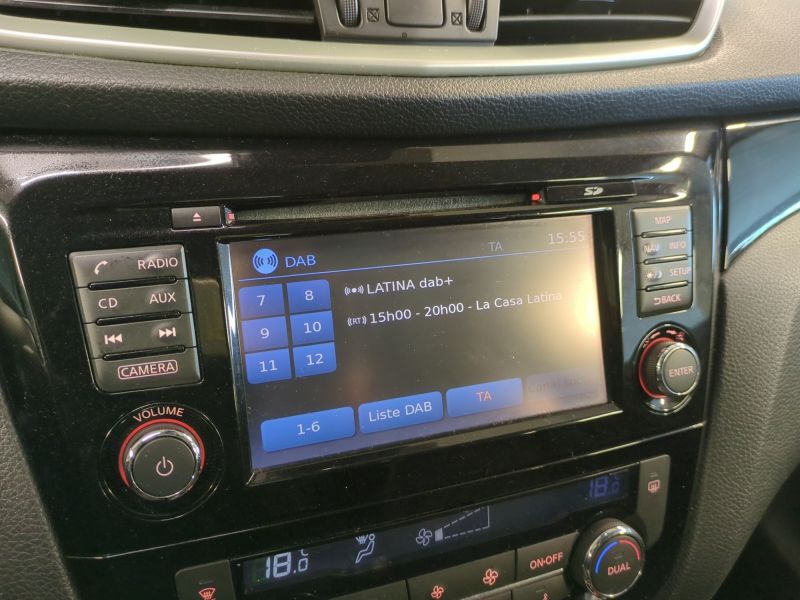 SD
MAP
NAV INFO
SETUP
BACK
RADIO
CD AUX
CAMERA
VOLUME
ENTER
DAB
TA 15:55
7 8
9 10
11 12
LATINA dab+
(RT) 15h00 - 20h00 - La Casa Latina
1-6 Liste DAB TA
18.0 °C
18.0
ON·OFF
DUAL